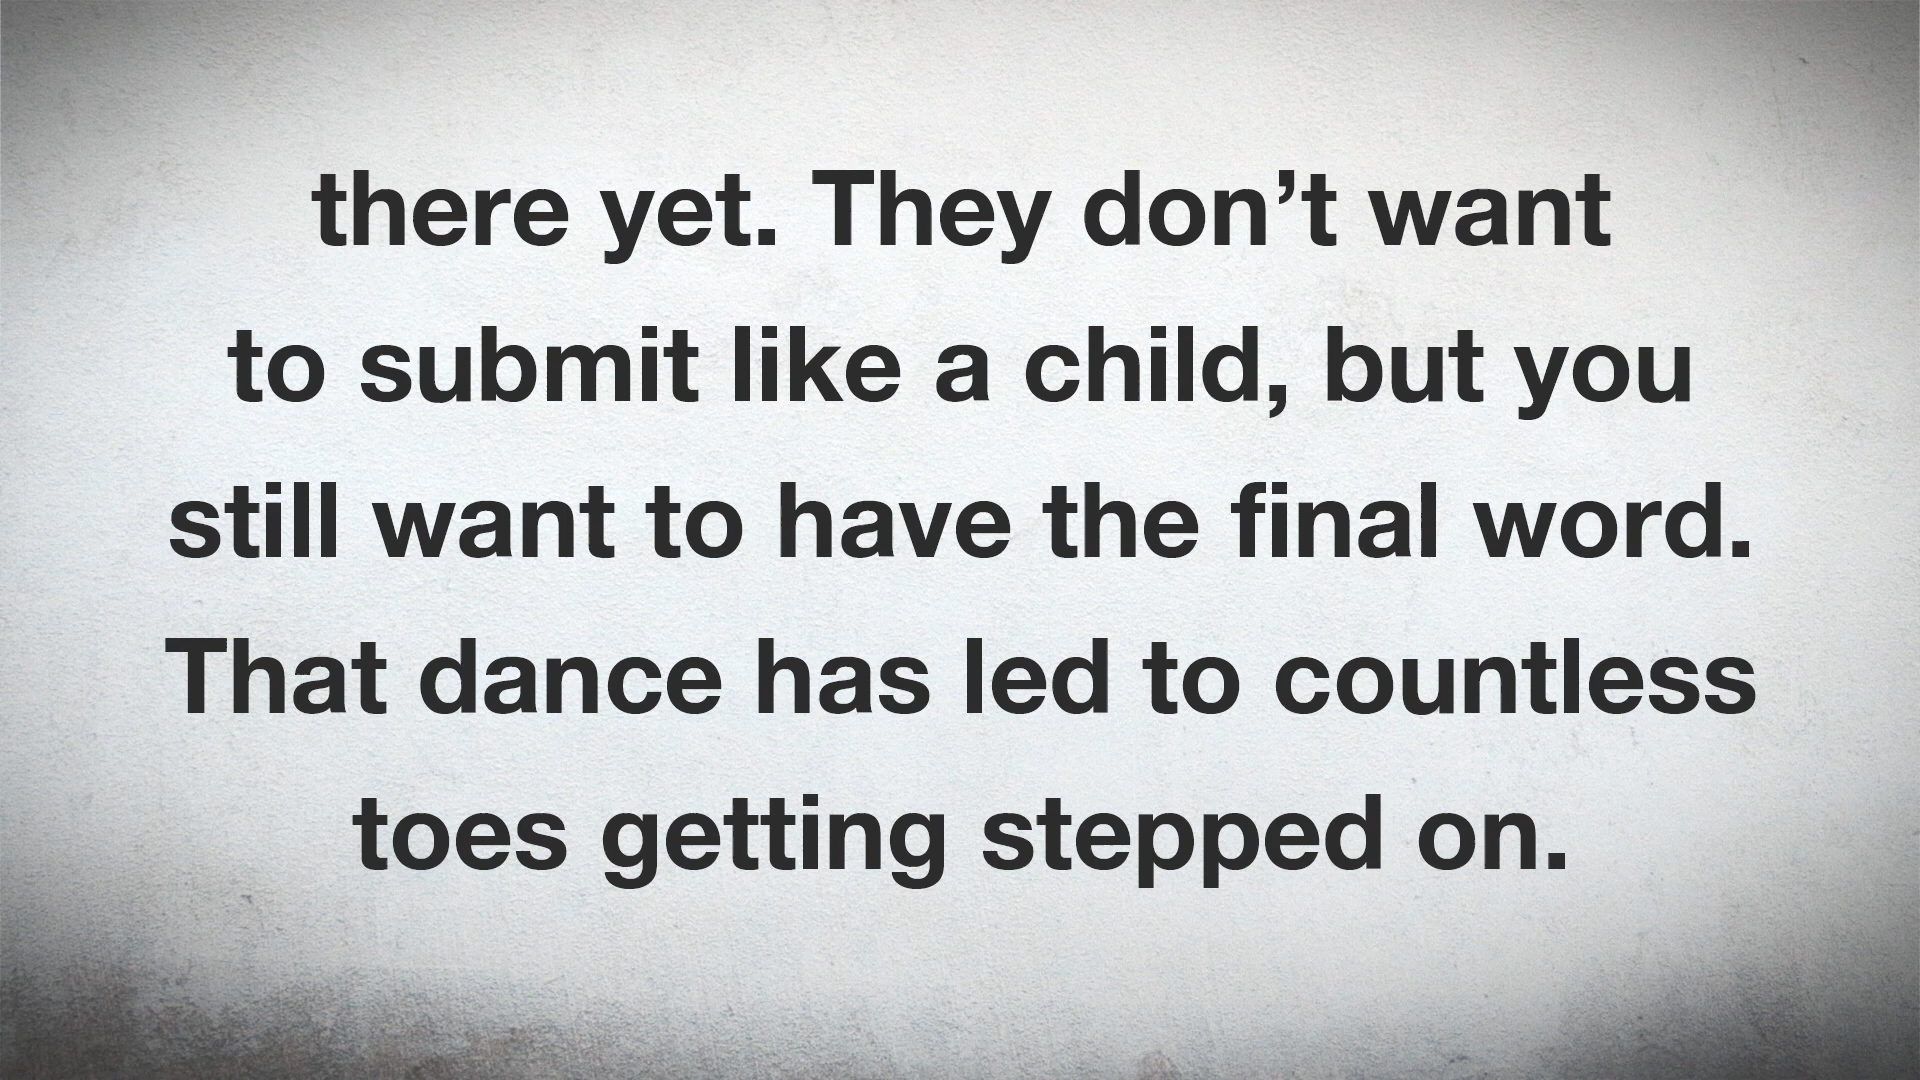 there yet. They don’t want
to submit like a child, but you
still want to have the final word.
That dance has led to countless
toes getting stepped on.